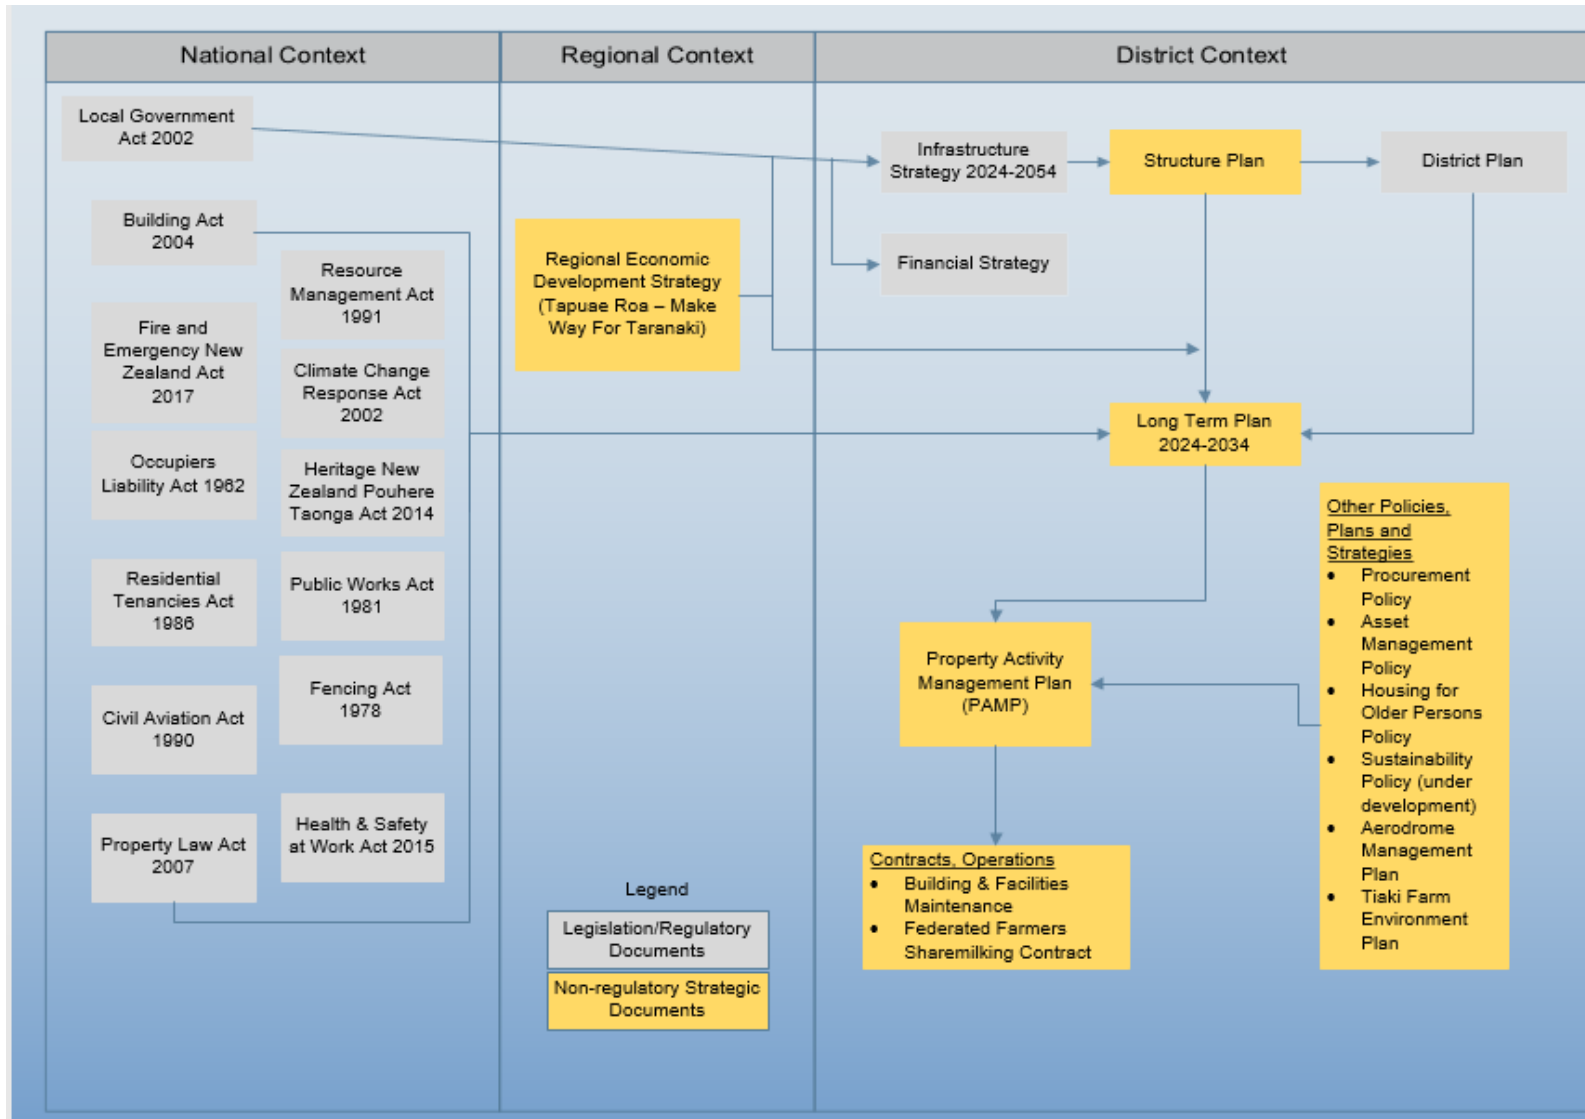 National Context
Regional Context
District Context
Local Government
Act 2002
Building Act
2004
Resource
Management Act
1991
Fire and
Emergency New
Zealand Act
2017
Climate Change
Response Act
2002
Occupiers
Liability Act 1962
Heritage New
Zealand Pouhere
Taonga Act 2014
Residential
Tenancies Act
1986
Public Works Act
1981
Fencing Act
1978
Civil Aviation Act
1990
Property Law Act
2007
Health & Safety
at Work Act 2015
Regional Economic
Development Strategy
(Tapuae Roa – Make
Way For Taranaki)
Legend
Legislation/Regulatory
Documents
Non-regulatory Strategic
Documents
Infrastructure
Strategy 2024-2054
Structure Plan
District Plan
Financial Strategy
Long Term Plan
2024-2034
Property Activity
Management Plan
(PAMP)
Contracts, Operations
● Building & Facilities
Maintenance
● Federated Farmers
Sharemilking Contract
Other Policies,
Plans and
Strategies
● Procurement
Policy
● Asset
Management
Policy
● Housing for
Older Persons
Policy
● Sustainability
Policy (under
development)
● Aerodrome
Management
Plan
● Tiaki Farm
Environment
Plan